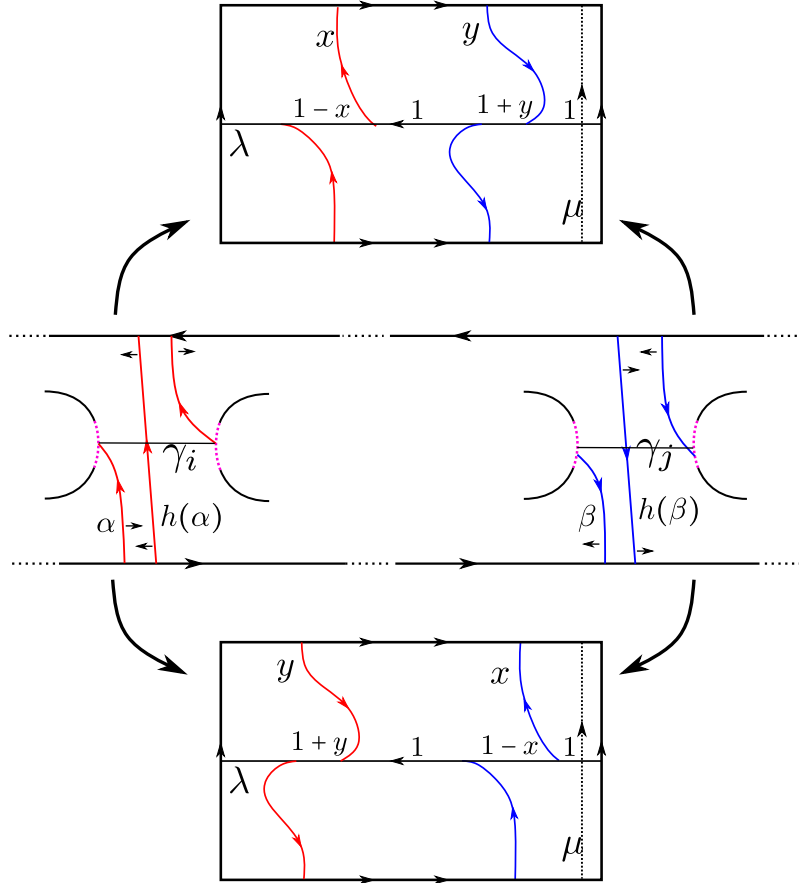 x y
1 − x 1 1 + y 1
λ
μ
γi γj
α h(α) β h(β)
y x
1 + y 1 1 − x 1
λ
μ